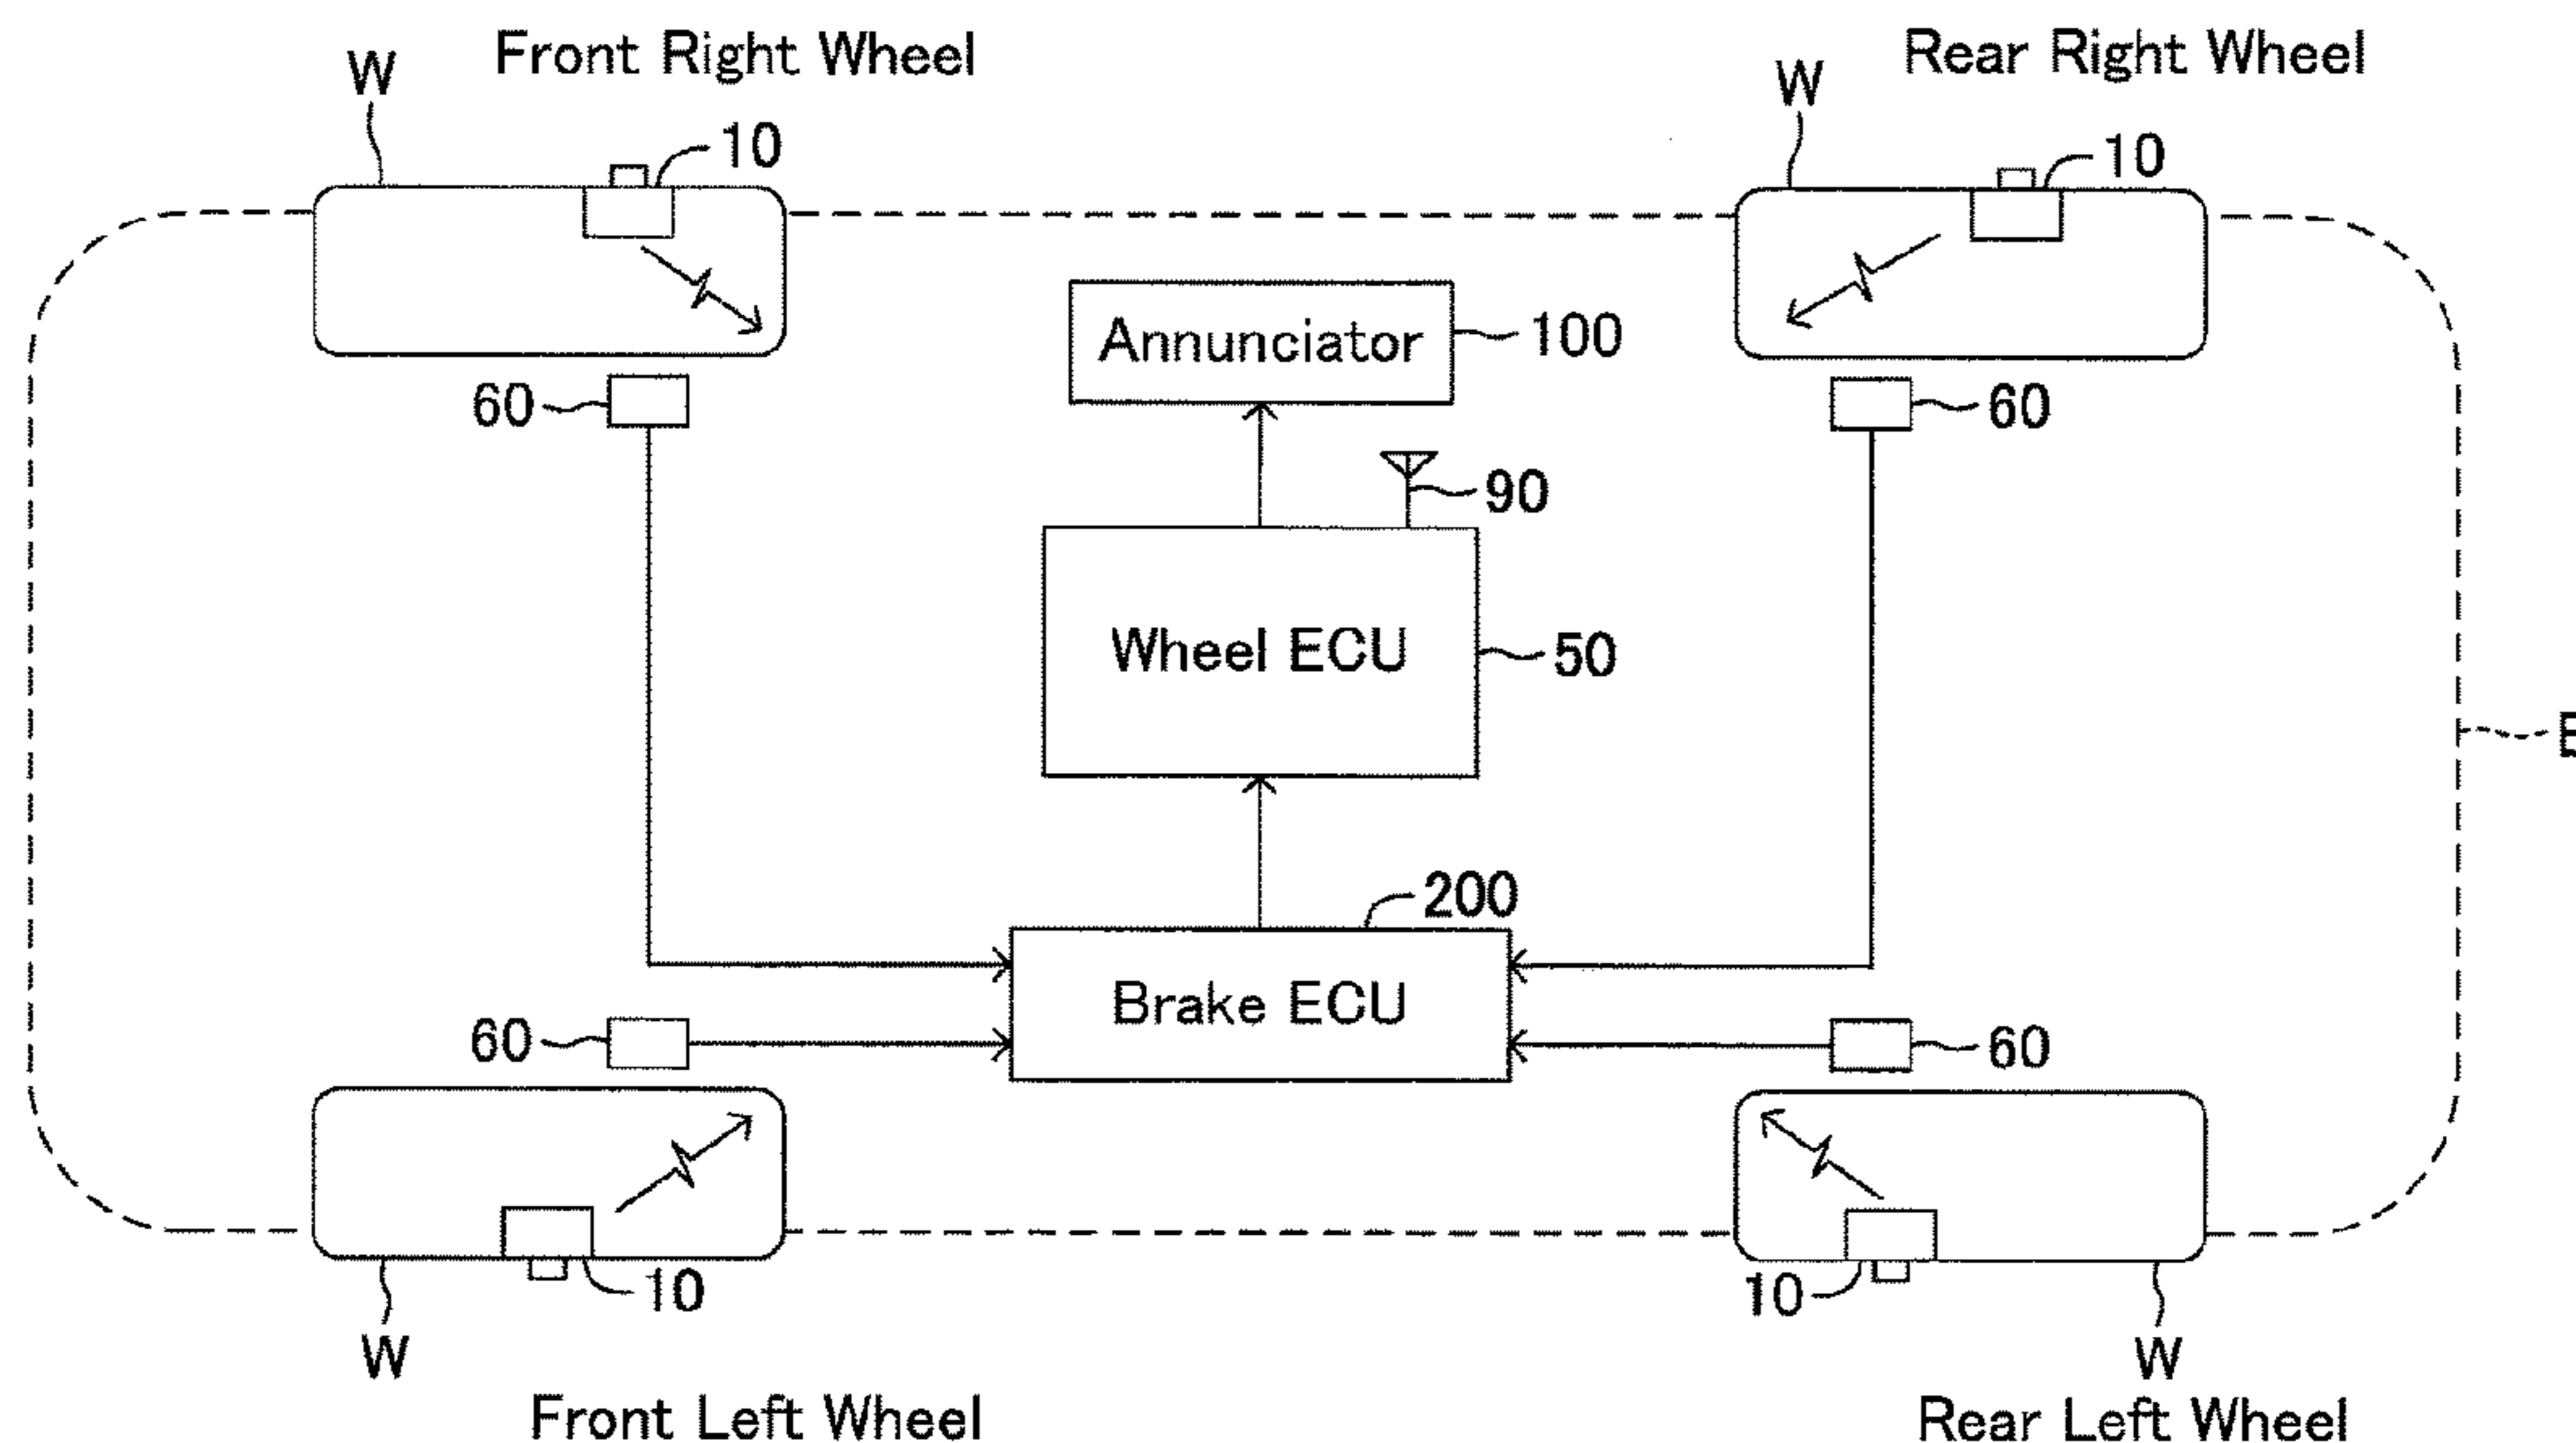 Front Right Wheel
Rear Right Wheel
W
W
10
10
Annunciator
100
60
60
90
Wheel ECU
50
200
Brake ECU
60
60
10
10
W
W
Front Left Wheel
Rear Left Wheel